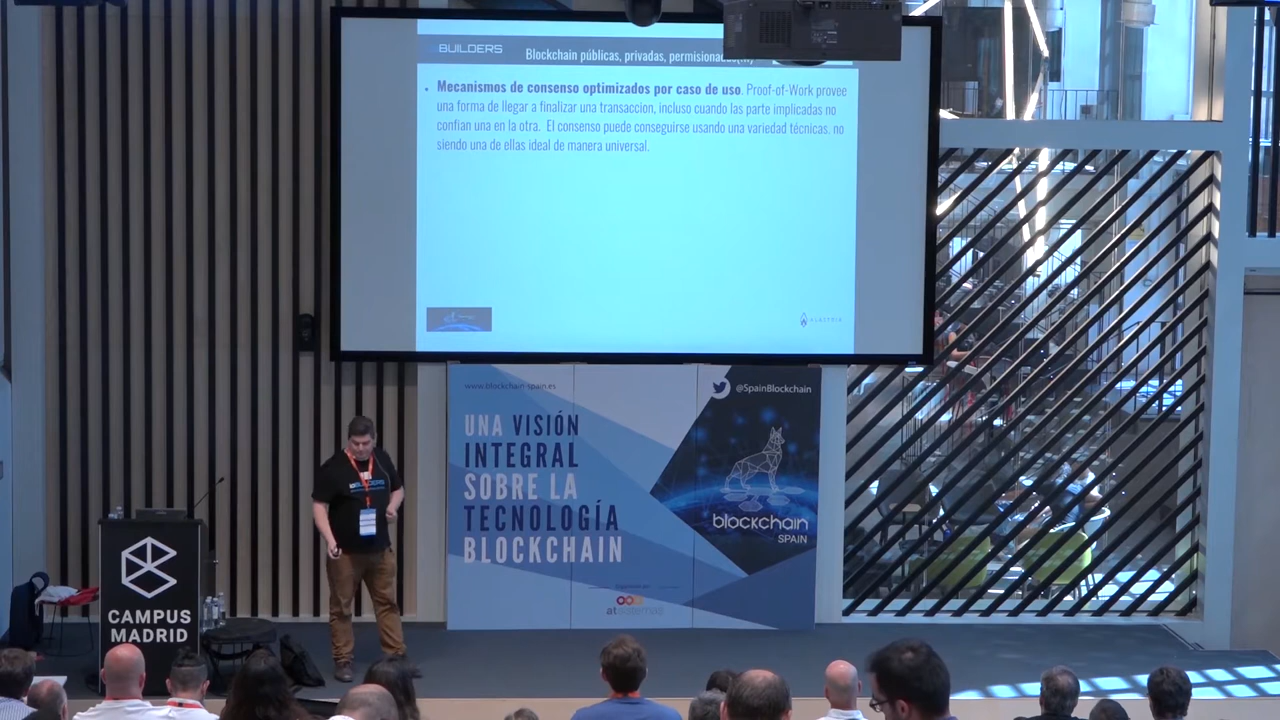 BUILDERS
Blockchain públicas, privadas,
Mecanismos de consenso optimizados por caso de uso. Proof-of-Work provee
una forma de llegar a finalizar una transaccion, incluso cuando las parte implicadas no
confian una en la otra. El consenso puede conseguirse usando una variedad técnicas, no
siendo una de ellas ideal de manera universal.
ALASTRIA
www.blockchain-spain.es
@SpainBlockchain
UNA VISIÓN
INTEGRAL
SOBRE LA
TECNOLOGÍA
BLOCKCHAIN
blockchain
SPAIN
atSistemas
BUILDERS
CAMPUS
MADRID